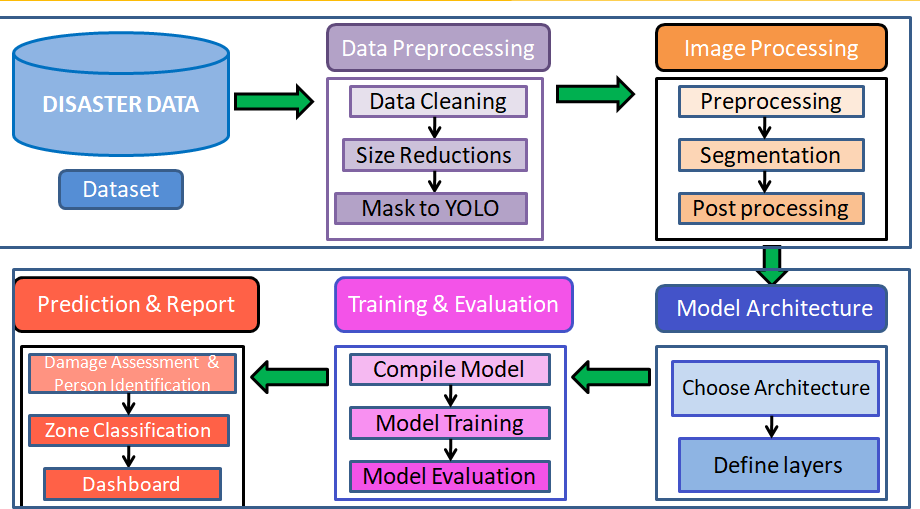 DISASTER DATA
Dataset
Data Preprocessing
Data Cleaning
Size Reductions
Mask to YOLO
Image Processing
Preprocessing
Segmentation
Post processing
Model Architecture
Choose Architecture
Define layers
Training & Evaluation
Compile Model
Model Training
Model Evaluation
Prediction & Report
Damage Assessment &
Person Identification
Zone Classification
Dashboard